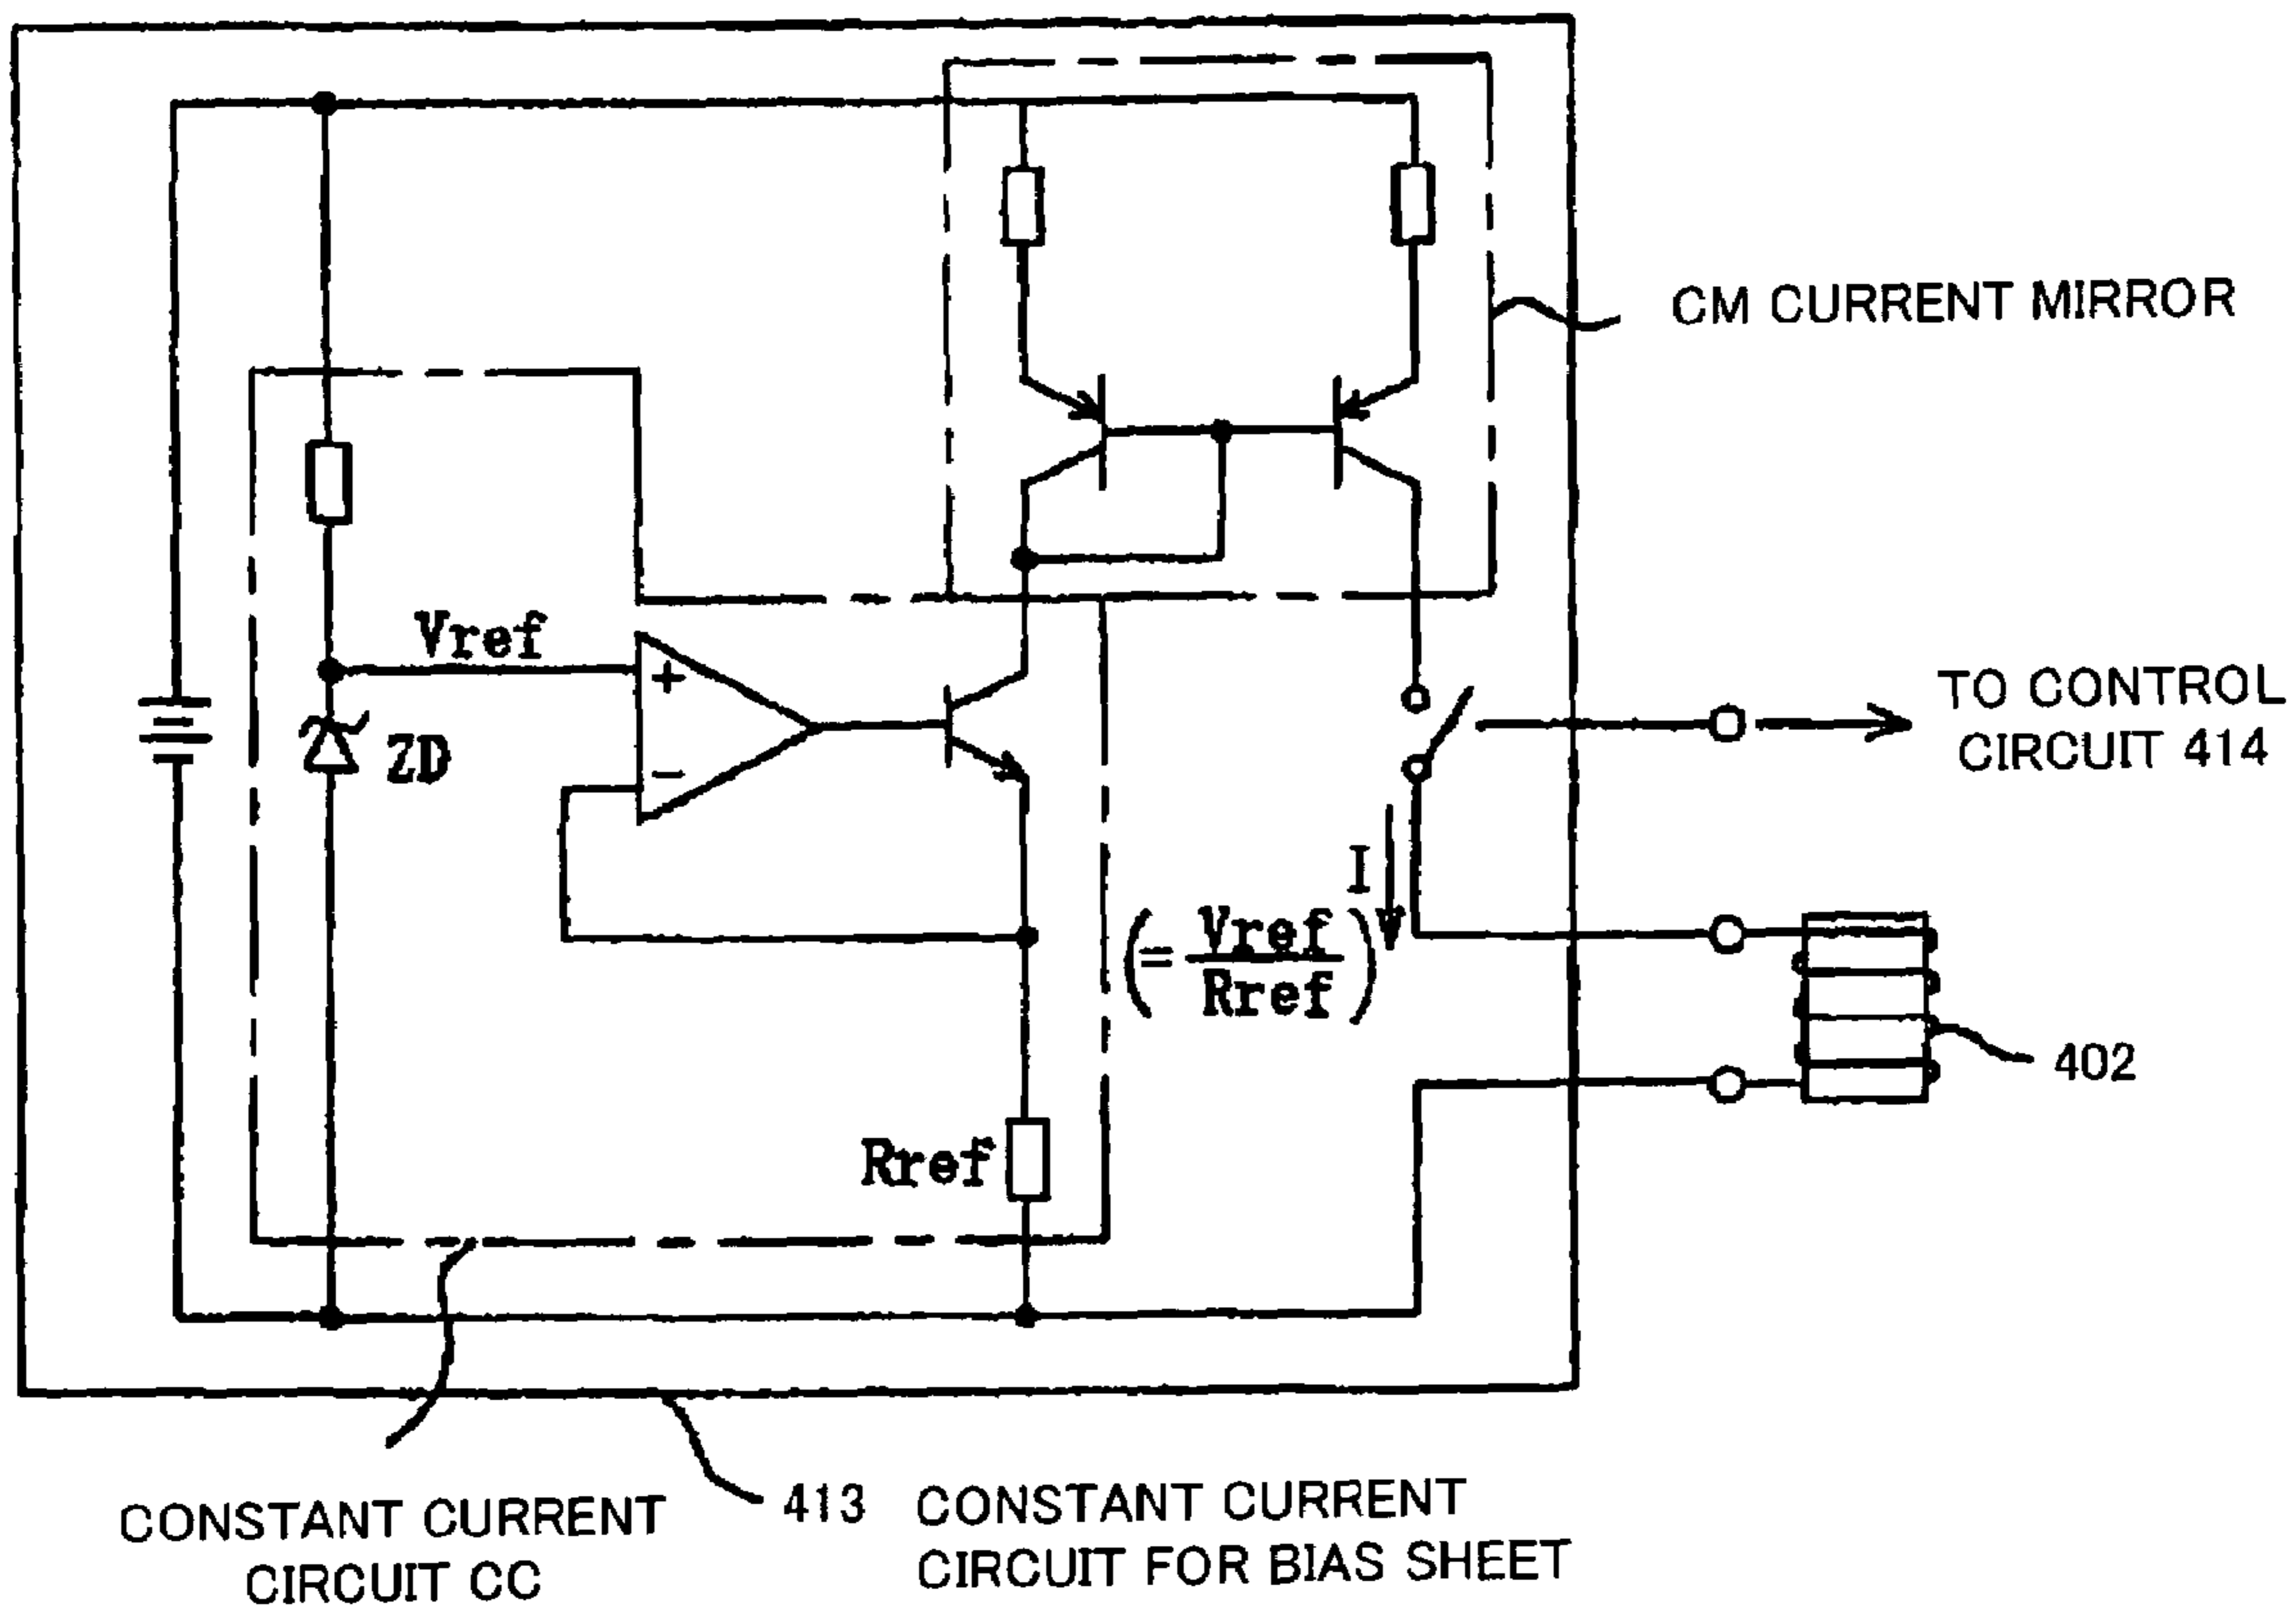 CM CURRENT MIRROR
Vref
+
−
ZD
TO CONTROL
CIRCUIT 414
I
(= Vref
Rref )
402
Rref
CONSTANT CURRENT
CIRCUIT CC
413 CONSTANT CURRENT
CIRCUIT FOR BIAS SHEET